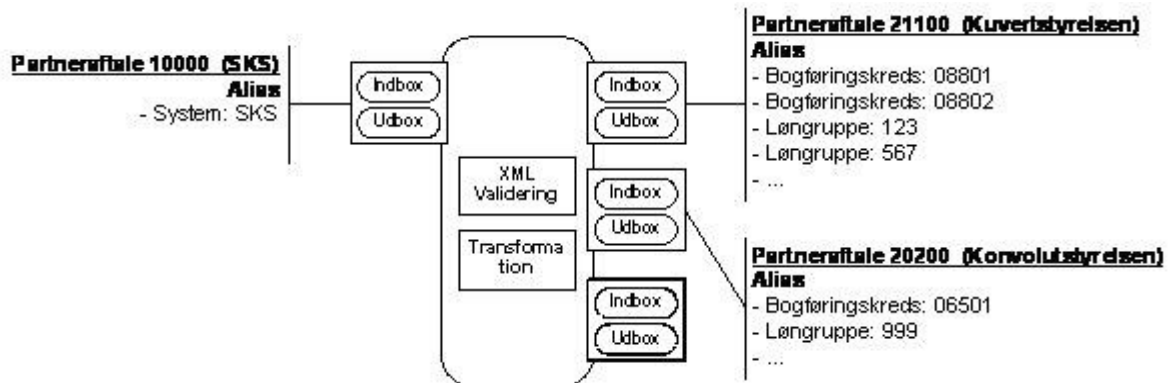 Partneraftale 10000 (SKS)
Alias
- System: SKS
Indbox
Udbox
XML
Validering
Transforma
tion
Indbox
Udbox
Indbox
Udbox
Indbox
Udbox
Partneraftale 21100 (Kuvertstyrelsen)
Alias
- Bogføringskreds: 08801
- Bogføringskreds: 08802
- Løngruppe: 123
- Løngruppe: 567
- ...
Partneraftale 20200 (Konvolutstyrelsen)
Alias
- Bogføringskreds: 06501
- Løngruppe: 999
- ...